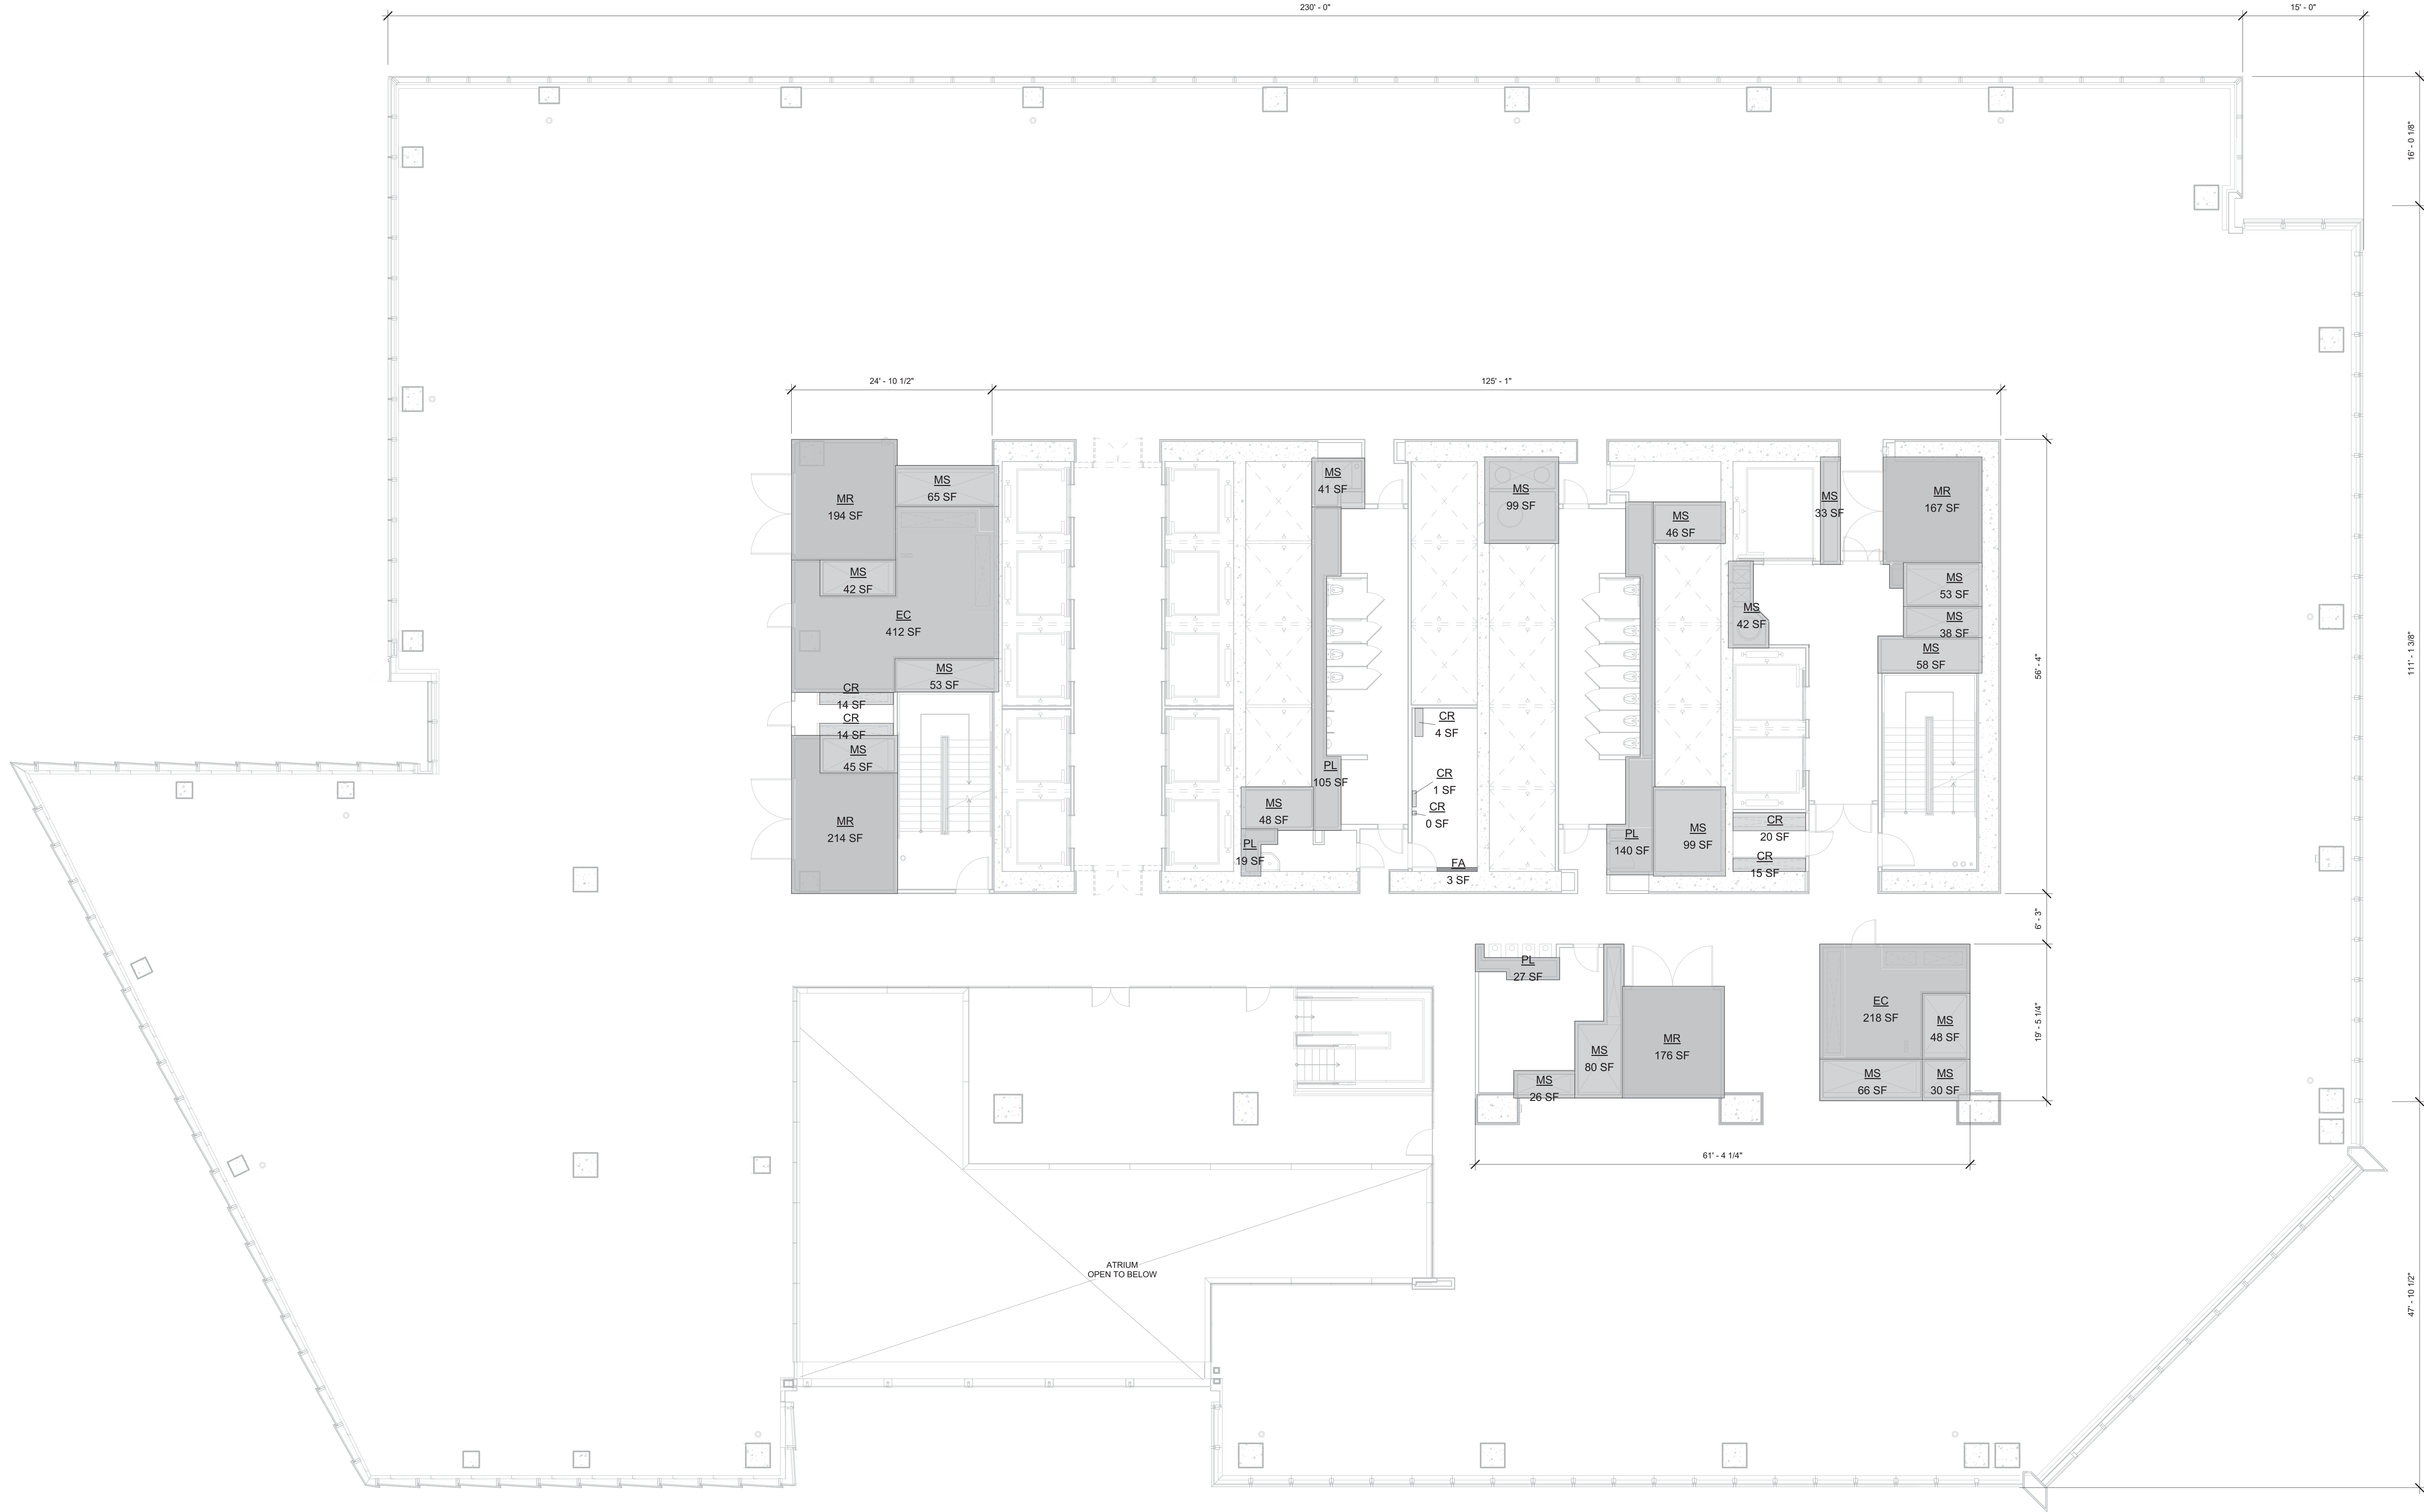 230' - 0"
15' - 0"
16' - 0 1/8"
24' - 10 1/2"
125' - 1"
MR
194 SF
MS
65 SF
MS
42 SF
EC
412 SF
MS
53 SF
CR
14 SF
CR
14 SF
MS
45 SF
MR
214 SF
MS
41 SF
PL
105 SF
MS
48 SF
PL
19 SF
MS
99 SF
CR
4 SF
CR
1 SF
CR
0 SF
FA
3 SF
MS
46 SF
PL
140 SF
MS
99 SF
MS
33 SF
MS
42 SF
CR
20 SF
CR
15 SF
MR
167 SF
MS
53 SF
MS
38 SF
MS
58 SF
56' - 4"
111' - 1 3/8"
6' - 3"
PL
27 SF
MS
80 SF
MS
26 SF
MR
176 SF
EC
218 SF
MS
48 SF
MS
66 SF
MS
30 SF
19' - 5 1/4"
61' - 4 1/4"
ATRIUM
OPEN TO BELOW
47' - 10 1/2"